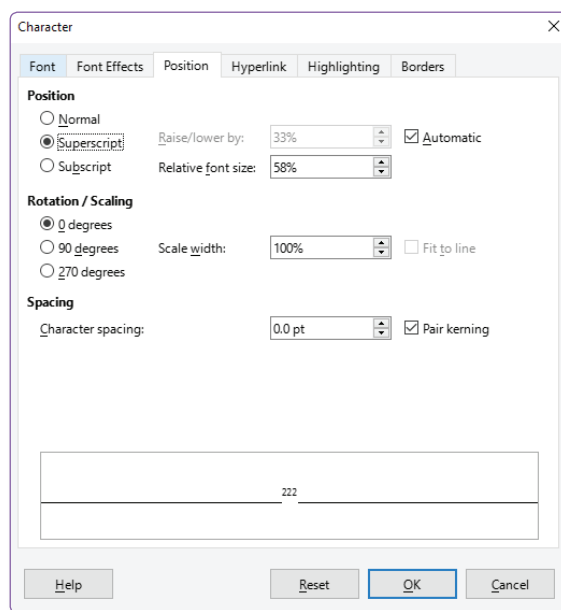 Character
Font Font Effects Position Hyperlink Highlighting Borders
Position
Normal
Superscript Raise/lower by: 33% Automatic
Subscript Relative font size: 58%
Rotation / Scaling
0 degrees
90 degrees Scale width: 100% Fit to line
270 degrees
Spacing
Character spacing: 0.0 pt Pair kerning
222
Help Reset OK Cancel